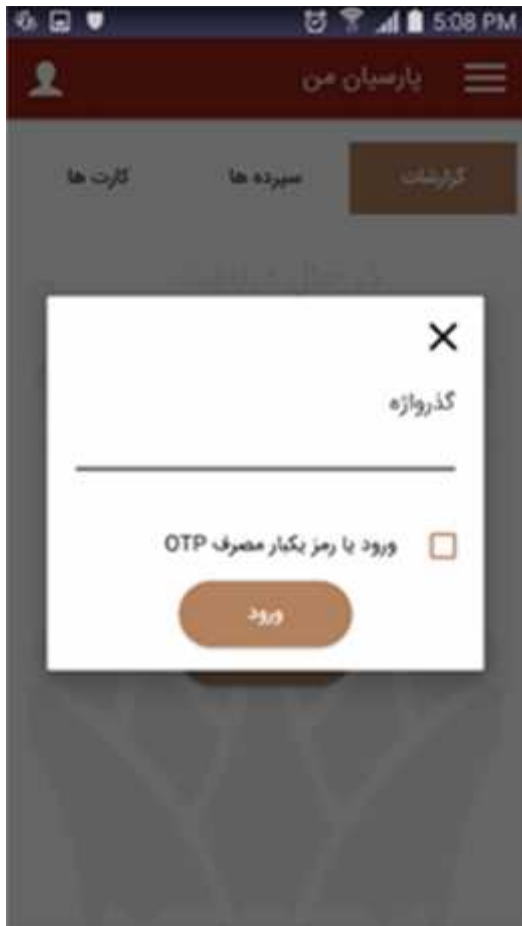 5:08 PM
پارسیان من
گزارشات سپرده ها کارت ها
گذرواژه
ورود با رمز یکبار مصرف OTP
ورود